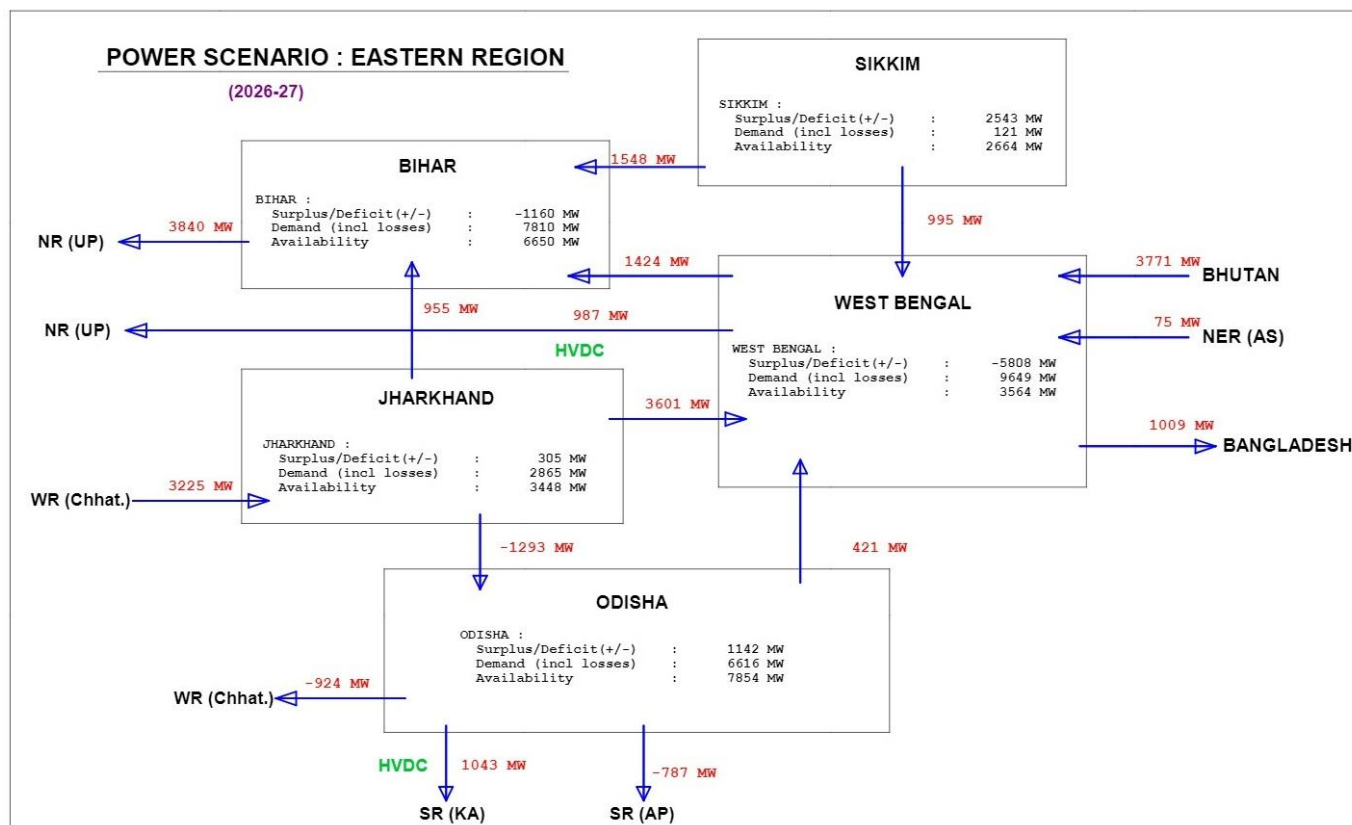 POWER SCENARIO : EASTERN REGION
(2026-27)
SIKKIM
SIKKIM :
Surplus/Deficit(+/-) : 2543 MW
Demand (incl losses) : 121 MW
Availability : 2664 MW
1548 MW
995 MW
BIHAR
BIHAR :
Surplus/Deficit(+/-) : -1160 MW
Demand (incl losses) : 7810 MW
Availability : 6650 MW
3840 MW
NR (UP)
1424 MW
955 MW
987 MW
NR (UP)
HVDC
WEST BENGAL
WEST BENGAL :
Surplus/Deficit(+/-) : -5808 MW
Demand (incl losses) : 9649 MW
Availability : 3564 MW
3771 MW
BHUTAN
75 MW
NER (AS)
1009 MW
BANGLADESH
JHARKHAND
JHARKHAND :
Surplus/Deficit(+/-) : 305 MW
Demand (incl losses) : 2865 MW
Availability : 3448 MW
3601 MW
3225 MW
WR (Chhat.)
-1293 MW
421 MW
ODISHA
ODISHA :
Surplus/Deficit(+/-) : 1142 MW
Demand (incl losses) : 6616 MW
Availability : 7854 MW
-924 MW
WR (Chhat.)
HVDC
1043 MW
-787 MW
SR (KA)
SR (AP)